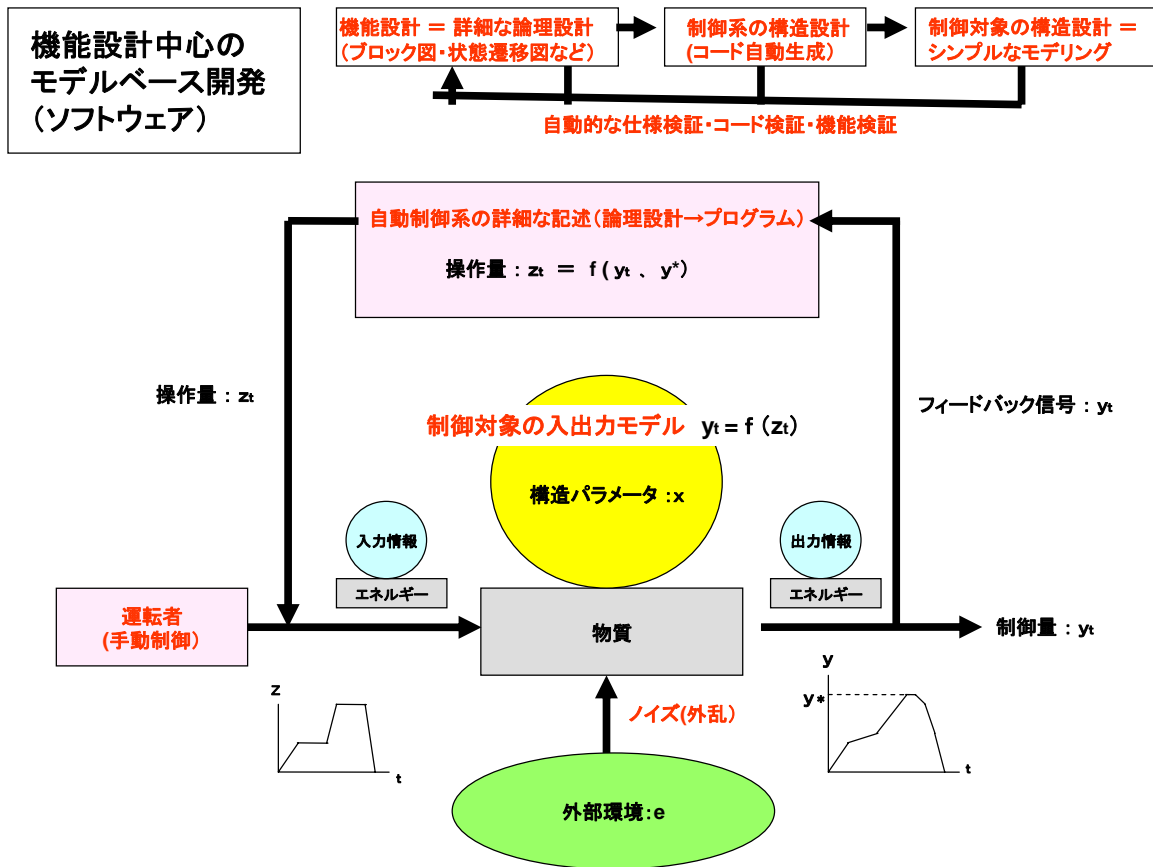 機能設計中心の
モデルベース開発
（ソフトウェア）
機能設計 ＝ 詳細な論理設計
（ブロック図・状態遷移図など）
制御系の構造設計
(コード自動生成）
制御対象の構造設計 ＝
シンプルなモデリング
自動的な仕様検証・コード検証・機能検証
自動制御系の詳細な記述（論理設計→プログラム）
操作量：zt ＝ f ( yt 、 y*）
操作量：zt
フィードバック信号：yt
制御対象の入出力モデル yt = f （zt）
構造パラメータ：x
入力情報
出力情報
エネルギー
エネルギー
運転者
(手動制御）
物質
制御量：yt
z
t
ノイズ(外乱）
y
y*
t
外部環境：e